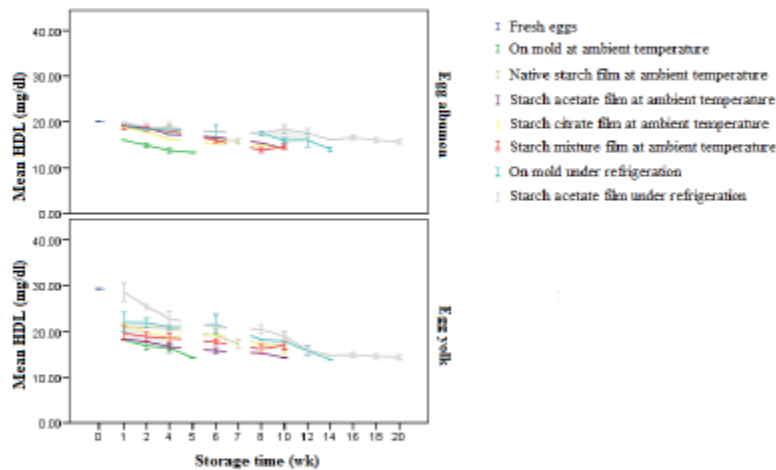 40.00
30.00
20.00
10.00
0.00
Mean HDL (mg/dl)
Egg albumen
40.00
30.00
20.00
10.00
0.00
Mean HDL (mg/dl)
Egg yolk
0 1 2 4 5 6 7 8 10 12 14 16 18 20
Storage time (wk)
Fresh eggs
On mold at ambient temperature
Native starch film at ambient temperature
Starch acetate film at ambient temperature
Starch citrate film at ambient temperature
Starch mixture film at ambient temperature
On mold under refrigeration
Starch acetate film under refrigeration